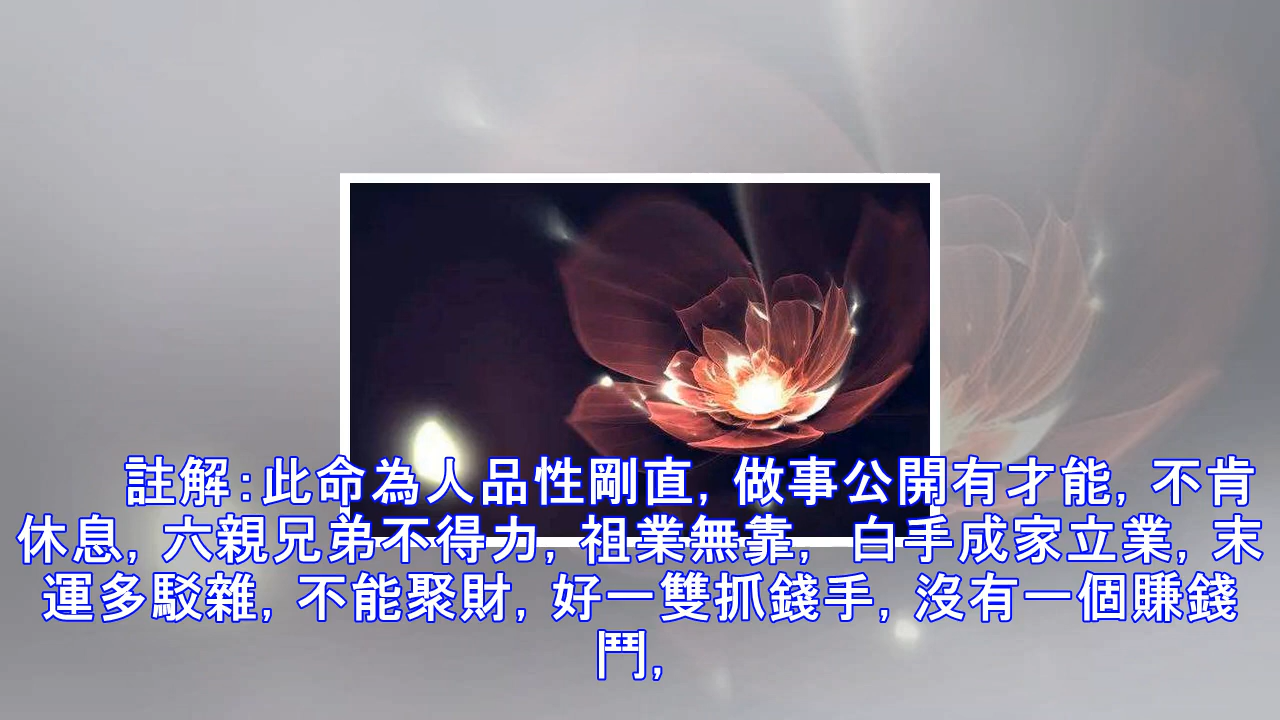 註解:此命為人品性剛直, 做事公開有才能, 不肯
休息, 六親兄弟不得力, 祖業無靠, 白手成家立業, 末
運多駁雜, 不能聚財, 好一雙抓錢手, 沒有一個賺錢
鬥,